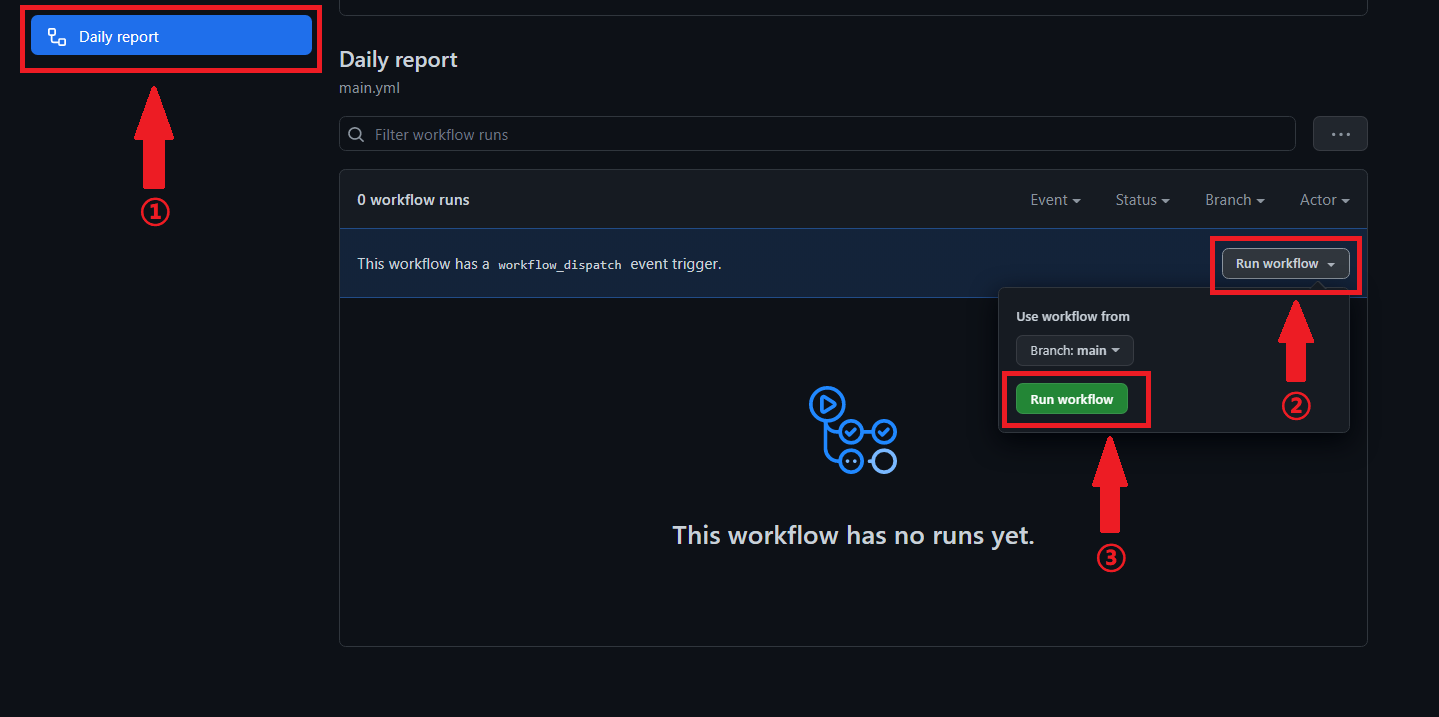 Daily report
①
Daily report
main.yml
Filter workflow runs
0 workflow runs
Event
Status
Branch
Actor
This workflow has a workflow_dispatch event trigger.
Run workflow
②
Use workflow from
Branch: main
Run workflow
③
This workflow has no runs yet.